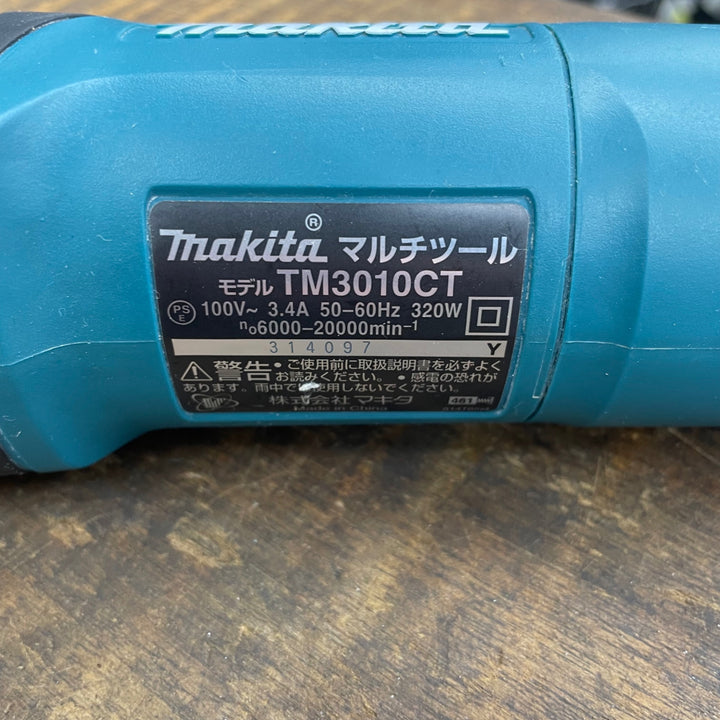 makita
makita® マルチツール
モデル TM3010CT
PSE 100V~ 3.4A 50-60Hz 320W
n₀6000-20000min⁻¹
314097 Y
警告 ・ご使用前に取扱説明書を必ずよく
お読みください。・感電の恐れが
あります。雨中で使用しないでください。
株式会社 マキタ 461
Made in China